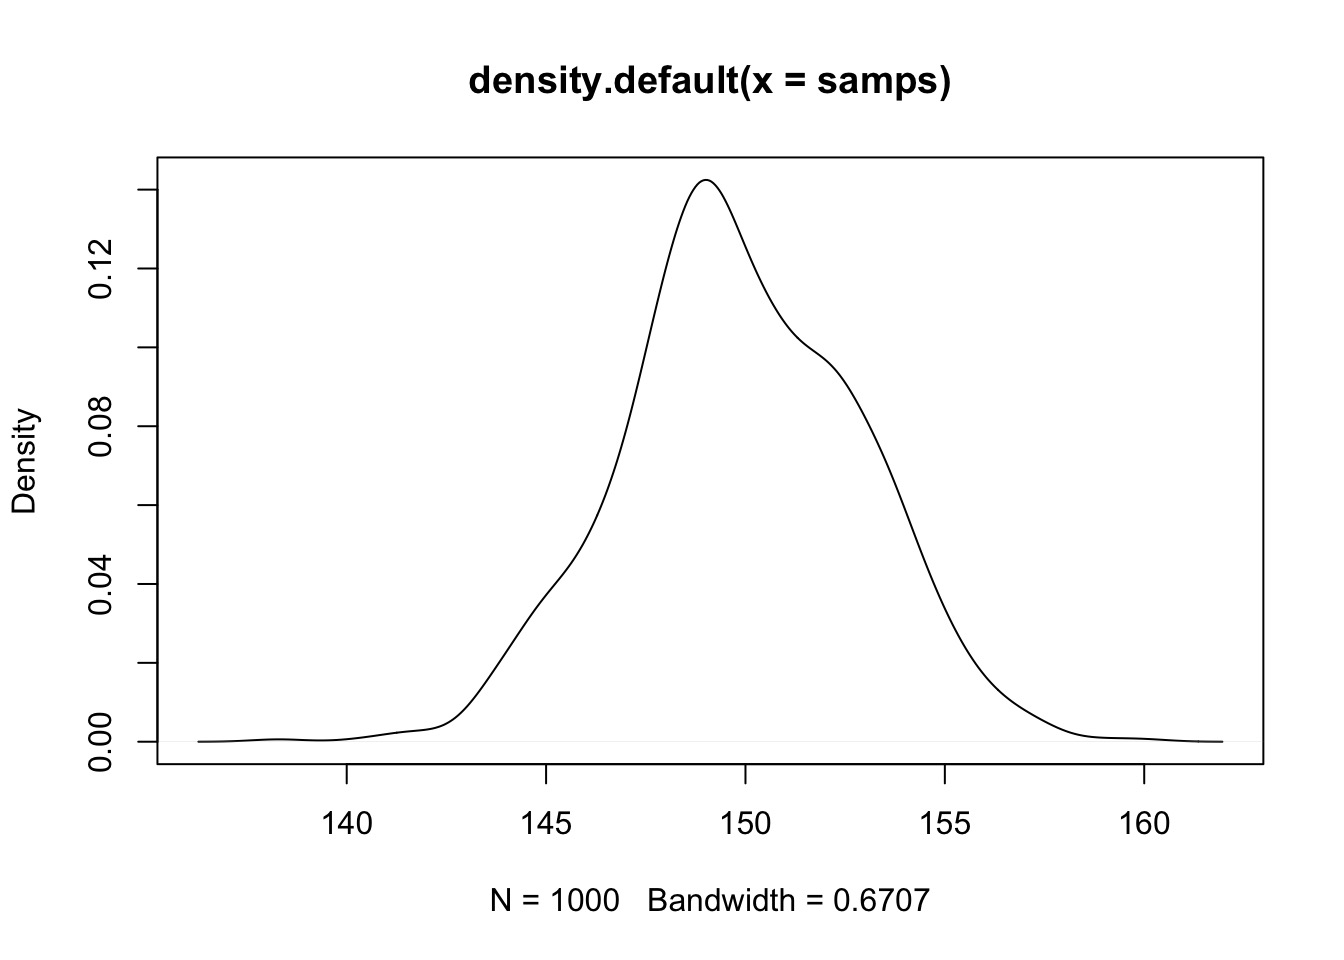 density.default(x = samps)
Density
0.12
0.08
0.04
0.00
140 145 150 155 160
N = 1000 Bandwidth = 0.6707